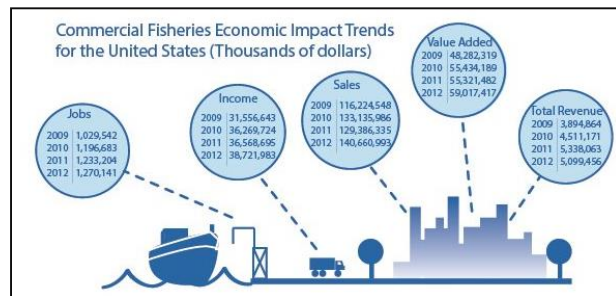 Commercial Fisheries Economic Impact Trends
for the United States (Thousands of dollars)
Jobs
2009 1,029,542
2010 1,196,683
2011 1,233,204
2012 1,270,141
Income
2009 31,556,643
2010 36,269,724
2011 36,568,695
2012 38,721,983
Sales
2009 116,224,548
2010 133,135,986
2011 129,386,335
2012 140,660,993
Value Added
2009 48,282,319
2010 55,434,189
2011 55,321,482
2012 59,017,417
Total Revenue
2009 3,894,864
2010 4,511,171
2011 5,338,063
2012 5,099,456